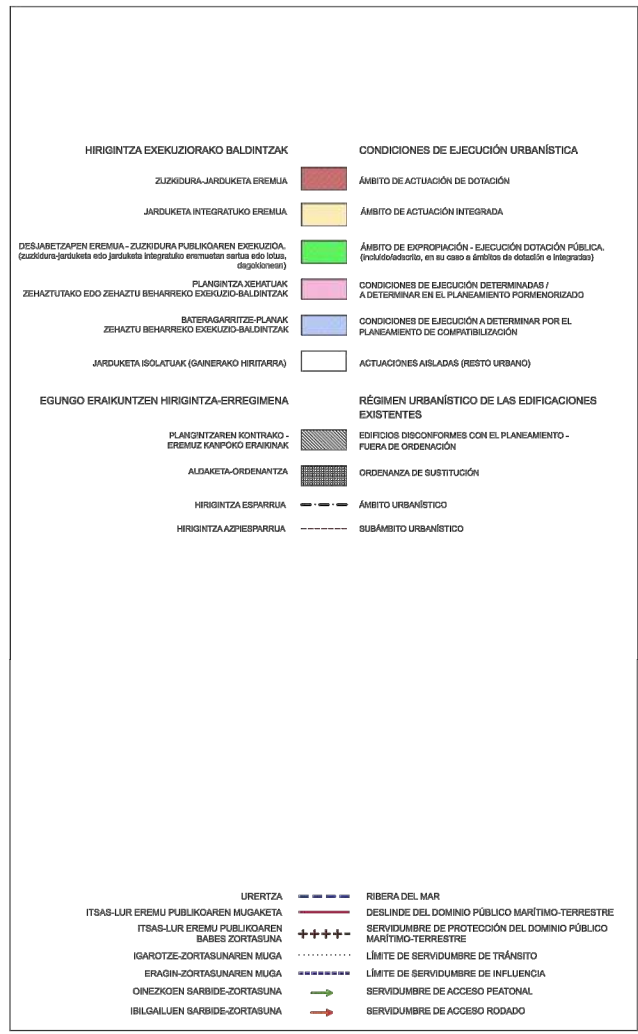 HIRIGINTZA EXEKUZIORAKO BALDINTZAK
CONDICIONES DE EJECUCIÓN URBANÍSTICA
ZUZKIDURA-JARDUKETA EREMUA
ÁMBITO DE ACTUACIÓN DE DOTACIÓN
JARDUKETA INTEGRATUKO EREMUA
ÁMBITO DE ACTUACIÓN INTEGRADA
DESJABETZAPEN EREMUA - ZUZKIDURA PUBLIKOAREN EXEKUZIOA.
(zuzkidura-jarduketa edo jarduketa integratuko eremuetan sartua edo lotus,
dagokionean)
ÁMBITO DE EXPROPIACIÓN - EJECUCIÓN DOTACIÓN PÚBLICA.
(incluído/adscrito, en su caso a ámbitos de dotación e integradas)
PLANGINTZA XEHATUAK
ZEHAZTUTAKO EDO ZEHAZTU BEHARREKO EXEKUZIO-BALDINTZAK
CONDICIONES DE EJECUCIÓN DETERMINADAS /
A DETERMINAR EN EL PLANEAMIENTO PORMENORIZADO
BATERAGARRITZE-PLANAK
ZEHAZTU BEHARREKO EXEKUZIO-BALDINTZAK
CONDICIONES DE EJECUCIÓN A DETERMINAR POR EL
PLANEAMIENTO DE COMPATIBILIZACIÓN
JARDUKETA ISOLATUAK (GAINERAKO HIRITARRA)
ACTUACIONES AISLADAS (RESTO URBANO)
EGUNGO ERAIKUNTZEN HIRIGINTZA-ERREGIMENA
RÉGIMEN URBANÍSTICO DE LAS EDIFICACIONES
EXISTENTES
PLANGINTZAREN KONTRAKO -
EREMUZ KANPOKO ERAIKINAK
EDIFICIOS DISCONFORMES CON EL PLANEAMIENTO -
FUERA DE ORDENACIÓN
ALDAKETA-ORDENANTZA
ORDENANZA DE SUSTITUCIÓN
HIRIGINTZA ESPARRUA
ÁMBITO URBANÍSTICO
HIRIGINTZA AZPIESPARRUA
SUBÁMBITO URBANÍSTICO
URERTZA
RIBERA DEL MAR
ITSAS-LUR EREMU PUBLIKOAREN MUGAKETA
DESLINDE DEL DOMINIO PÚBLICO MARÍTIMO-TERRESTRE
ITSAS-LUR EREMU PUBLIKOAREN
BABES ZORTASUNA
SERVIDUMBRE DE PROTECCIÓN DEL DOMINIO PÚBLICO
MARÍTIMO-TERRESTRE
IGAROTZE-ZORTASUNAREN MUGA
LÍMITE DE SERVIDUMBRE DE TRÁNSITO
ERAGIN-ZORTASUNAREN MUGA
LÍMITE DE SERVIDUMBRE DE INFLUENCIA
OINEZKOEN SARBIDE-ZORTASUNA
SERVIDUMBRE DE ACCESO PEATONAL
IBILGAILUEN SARBIDE-ZORTASUNA
SERVIDUMBRE DE ACCESO RODADO